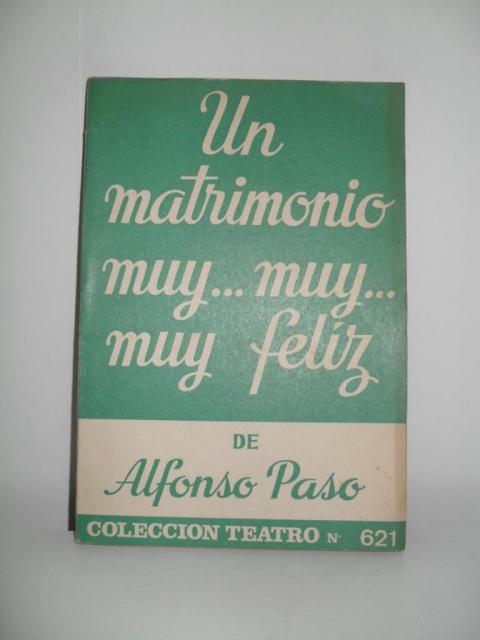 Un
matrimonio
muy... muy...
muy felíz
DE
Alfonso Paso
COLECCION TEATRO Nº 621